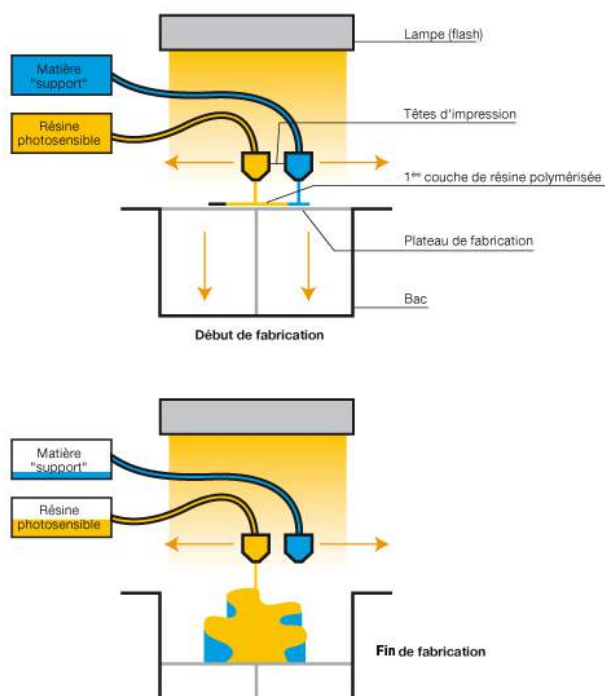 Lampe (flash)
Matière
"support"
Résine
photosensible
Têtes d'impression
1ère couche de résine polymérisée
Plateau de fabrication
Bac
Début de fabrication
Matière
"support"
Résine
photosensible
Fin de fabrication